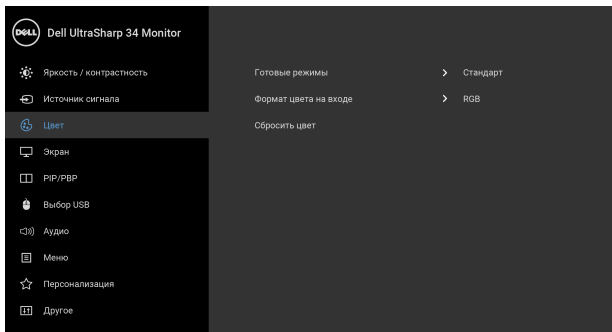 DELL Dell UltraSharp 34 Monitor
Яркость / контрастность
Источник сигнала
Цвет
Экран
PIP/PBP
Выбор USB
Аудио
Меню
Персонализация
Другое
Готовые режимы Стандарт
Формат цвета на входе RGB
Сбросить цвет